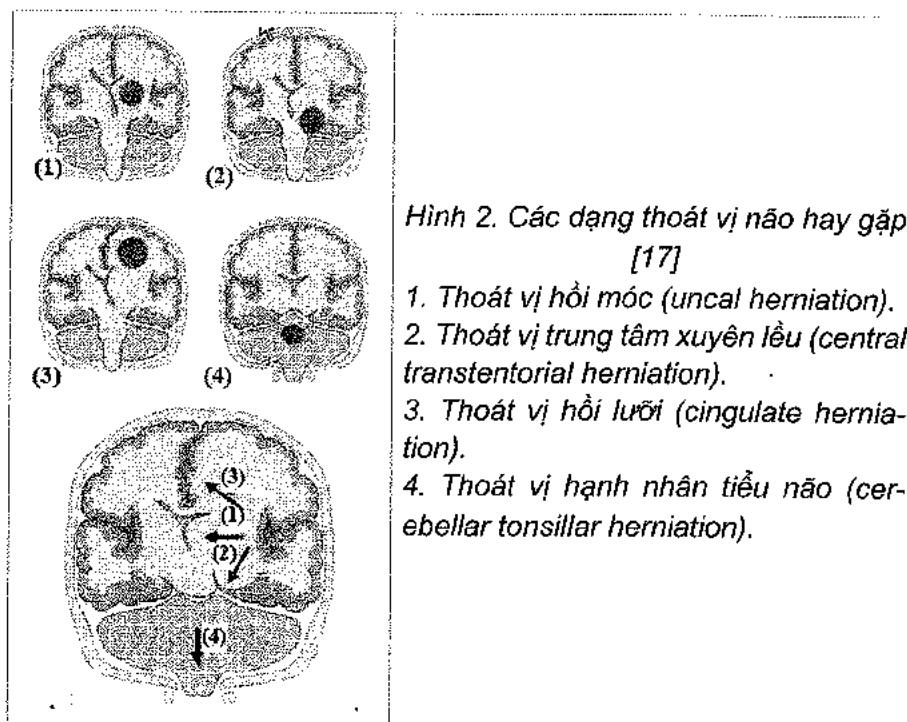 (1)
(2)
(3)
(4)
(3)
(1)
(2)
(4)
Hình 2. Các dạng thoát vị não hay gặp
[17]
1. Thoát vị hồi móc (uncal herniation).
2. Thoát vị trung tâm xuyên lều (central
transtentorial herniation).
3. Thoát vị hồi lưỡi (cingulate hernia-
tion).
4. Thoát vị hạnh nhân tiểu não (cer-
ebellar tonsillar herniation).